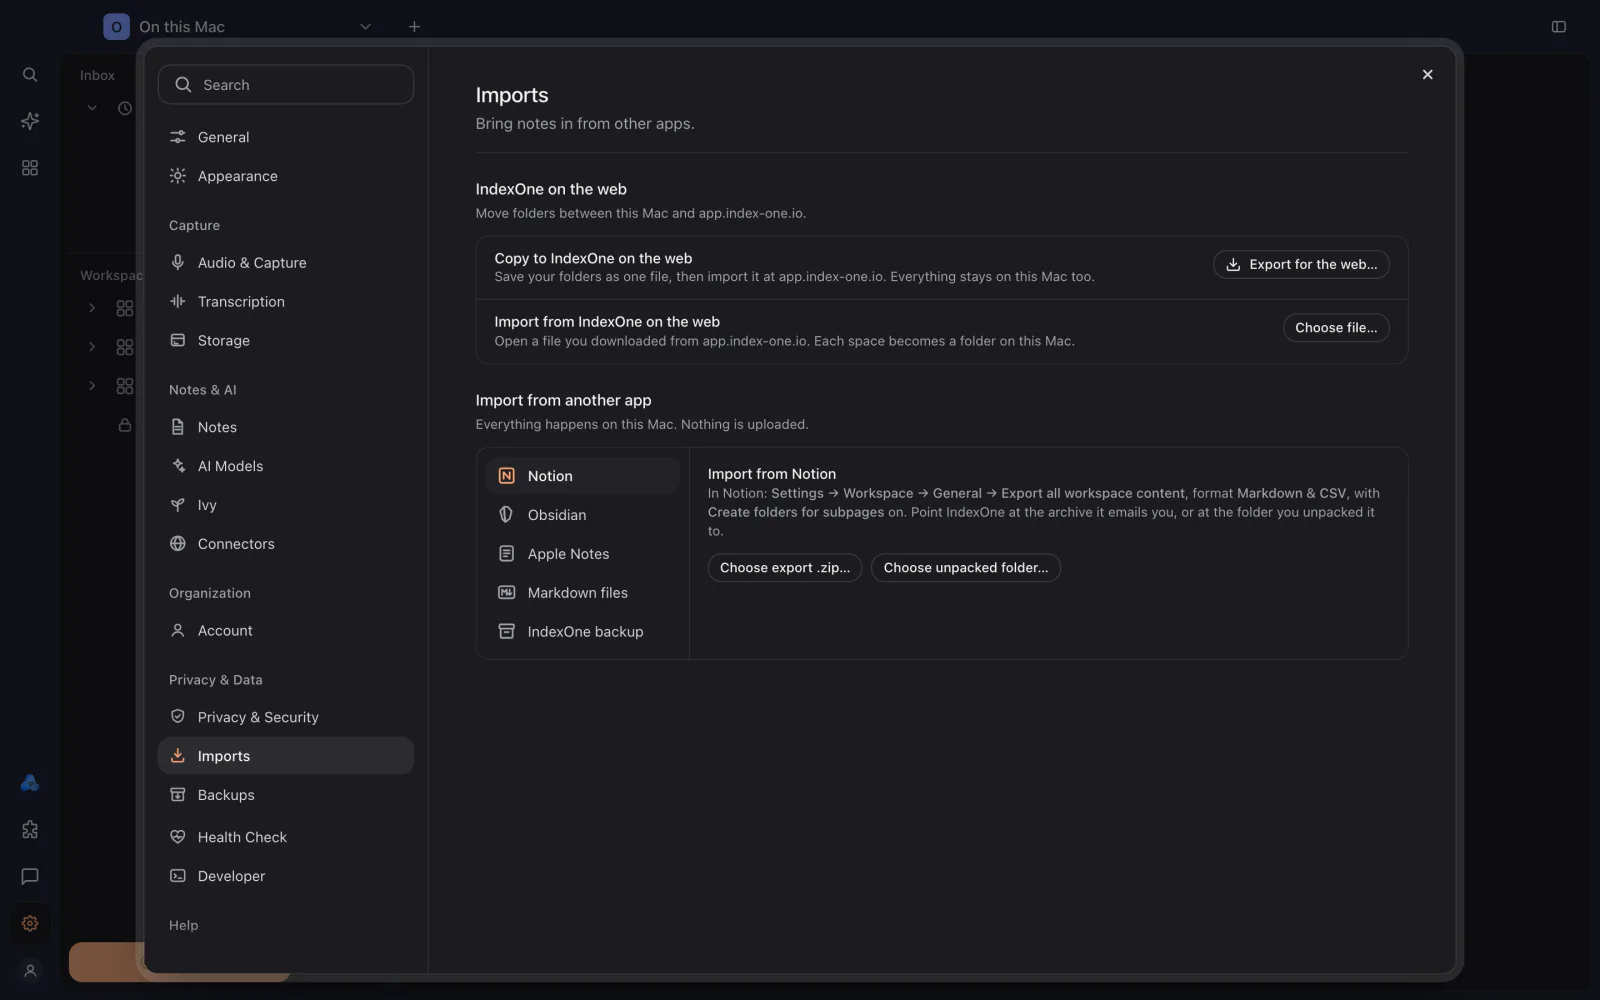 O On this Mac
Inbox
Workspac
Search
General
Appearance
Capture
Audio & Capture
Transcription
Storage
Notes & AI
Notes
AI Models
Ivy
Connectors
Organization
Account
Privacy & Data
Privacy & Security
Imports
Backups
Health Check
Developer
Help
Imports
Bring notes in from other apps.
IndexOne on the web
Move folders between this Mac and app.index-one.io.
Copy to IndexOne on the web
Save your folders as one file, then import it at app.index-one.io. Everything stays on this Mac too.
Export for the web...
Import from IndexOne on the web
Open a file you downloaded from app.index-one.io. Each space becomes a folder on this Mac.
Choose file...
Import from another app
Everything happens on this Mac. Nothing is uploaded.
Notion
Obsidian
Apple Notes
Markdown files
IndexOne backup
Import from Notion
In Notion: Settings → Workspace → General → Export all workspace content, format Markdown & CSV, with
Create folders for subpages on. Point IndexOne at the archive it emails you, or at the folder you unpacked it
to.
Choose export .zip...
Choose unpacked folder...